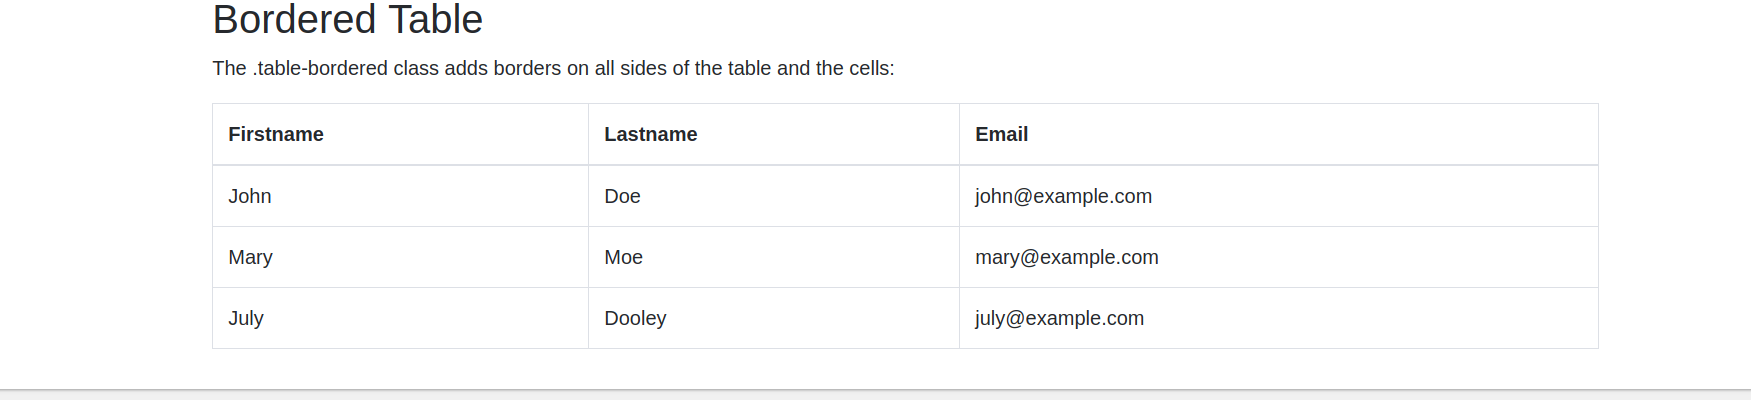 Bordered Table
The .table-bordered class adds borders on all sides of the table and the cells:
Firstname Lastname Email
John Doe john@example.com
Mary Moe mary@example.com
July Dooley july@example.com